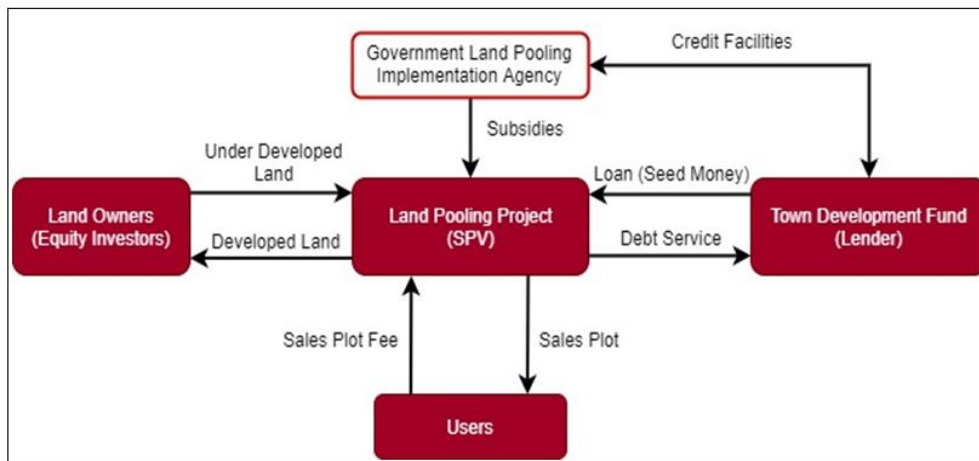 Government Land Pooling
Implementation Agency
Credit Facilities
Subsidies
Under Developed
Land
Loan (Seed Money)
Land Owners
(Equity Investors)
Land Pooling Project
(SPV)
Town Development Fund
(Lender)
Developed Land
Debt Service
Sales Plot Fee
Sales Plot
Users